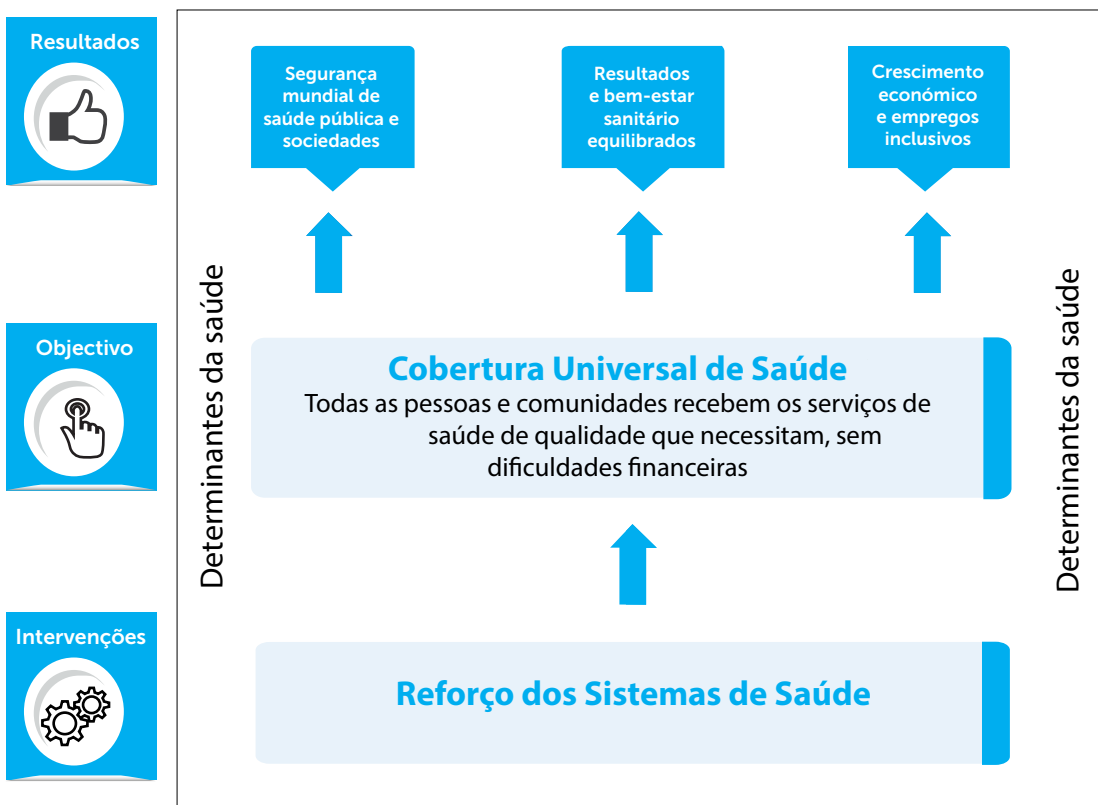 Resultados
Segurança
mundial de
saúde pública e
sociedades
Resultados
e bem-estar
sanitário
equilibrados
Crescimento
económico
e empregos
inclusivos
Determinantes da saúde
Determinantes da saúde
Objectivo
Cobertura Universal de Saúde
Todas as pessoas e comunidades recebem os serviços de
saúde de qualidade que necessitam, sem
dificuldades financeiras
Intervenções
Reforço dos Sistemas de Saúde